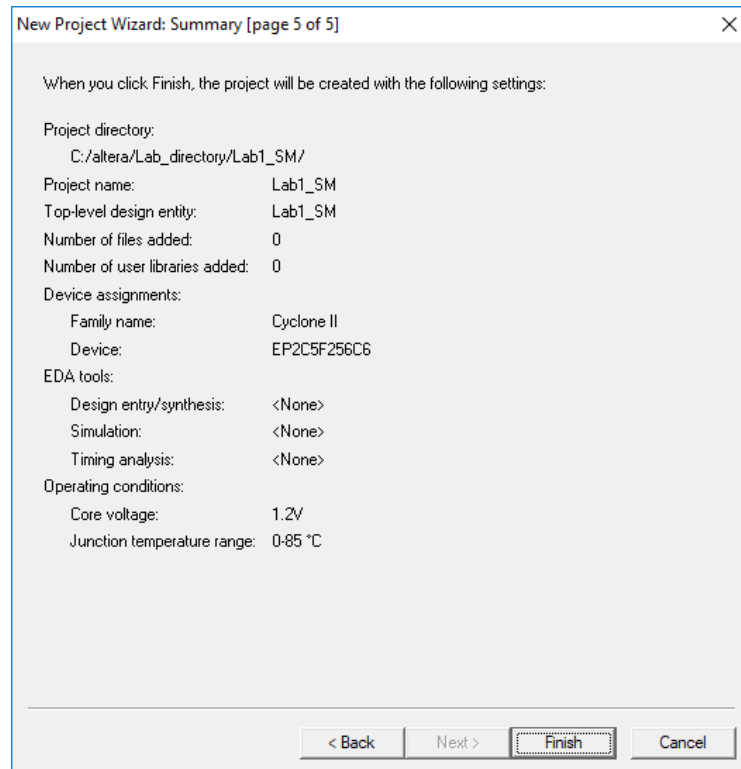 New Project Wizard: Summary [page 5 of 5]
When you click Finish, the project will be created with the following settings:
Project directory:
C:/altera/Lab_directory/Lab1_SM/
Project name: Lab1_SM
Top-level design entity: Lab1_SM
Number of files added: 0
Number of user libraries added: 0
Device assignments:
Family name: Cyclone II
Device: EP2C5F256C6
EDA tools:
Design entry/synthesis: <None>
Simulation: <None>
Timing analysis: <None>
Operating conditions:
Core voltage: 1.2V
Junction temperature range: 0-85 °C
< Back Next > Finish Cancel